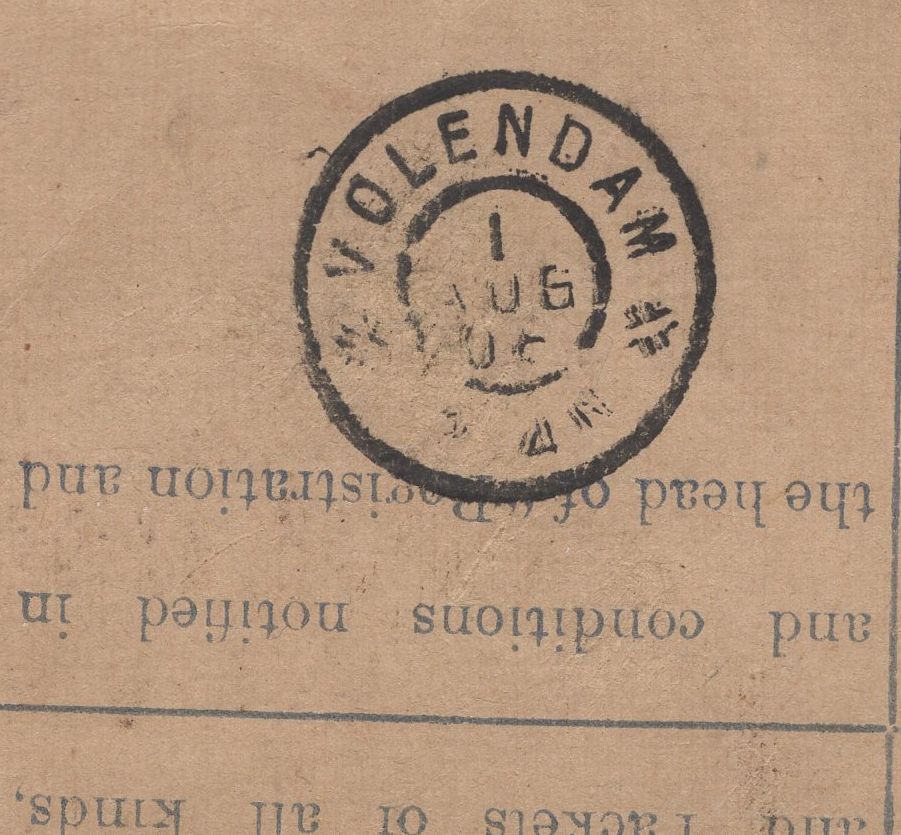 VOLENDAM
1
AUG
and Packets of all kinds,
and conditions notified in
the head of "Registration and